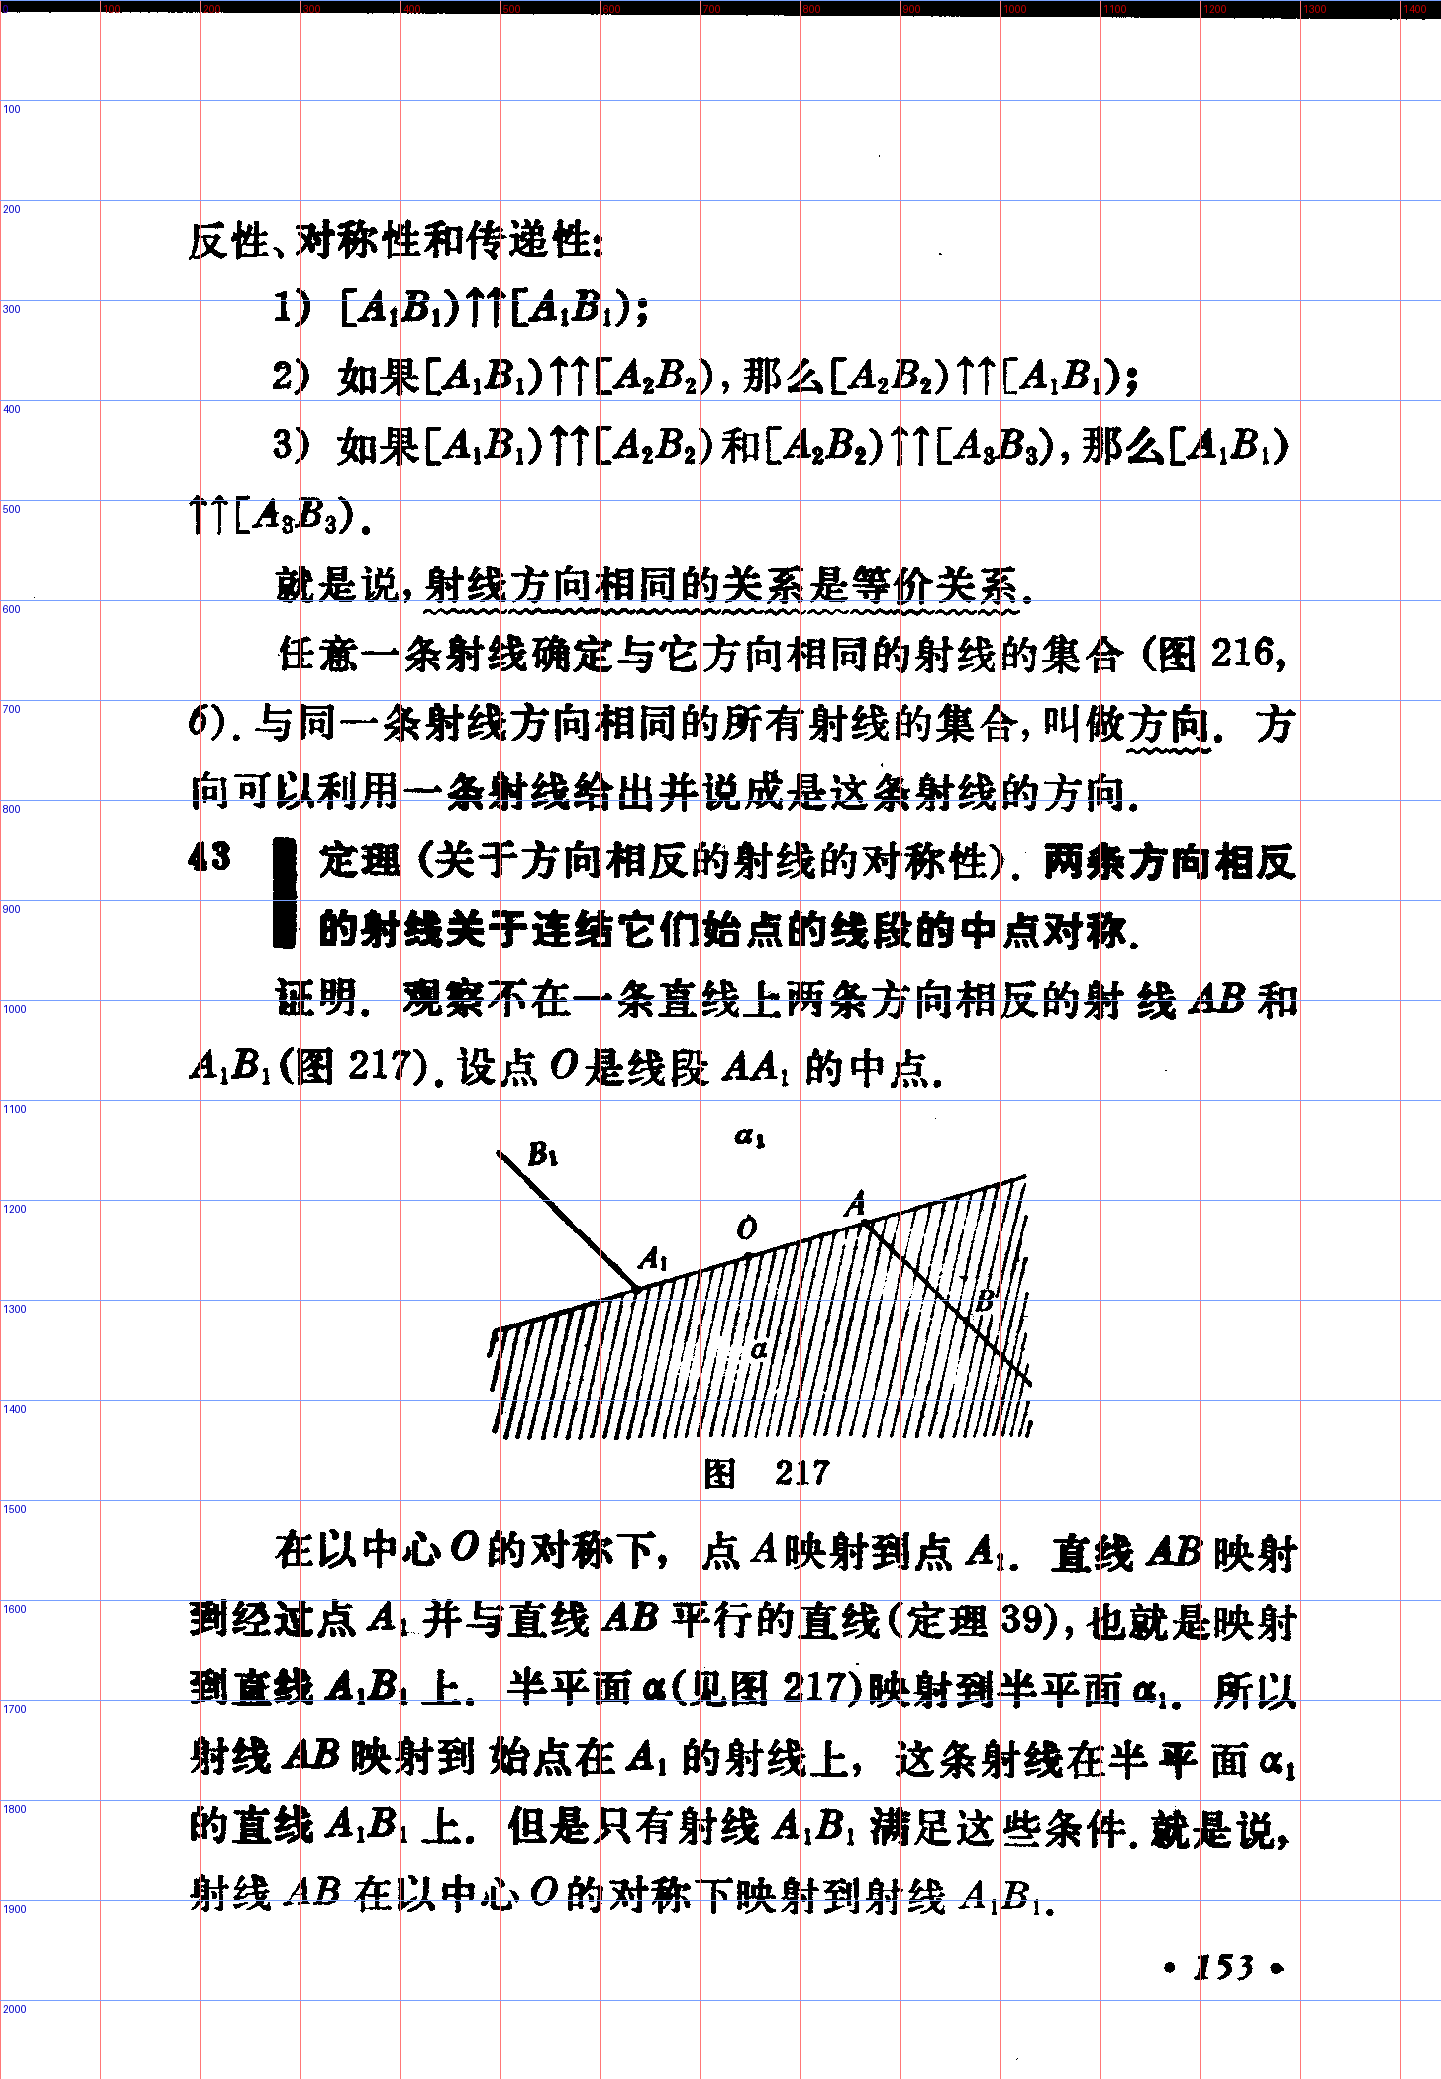 反性、对称性和传递性:
1) [A₁B₁)↑↑[A₁B₁);
2) 如果[A₁B₁)↑↑[A₂B₂), 那么[A₂B₂)↑↑[A₁B₁);
3) 如果[A₁B₁)↑↑[A₂B₂)和[A₂B₂)↑↑[A₃B₃), 那么[A₁B₁)
↑↑[A₃B₃).
就是说, 射线方向相同的关系是等价关系.
任意一条射线确定与它方向相同的射线的集合 (图 216,
6). 与同一条射线方向相同的所有射线的集合, 叫做方向. 方
向可以利用一条射线给出并说成是这条射线的方向.
43 定理 (关于方向相反的射线的对称性). 两条方向相反
的射线关于连结它们始点的线段的中点对称.
证明. 观察不在一条直线上两条方向相反的射线 AB 和
A₁B₁(图 217). 设点 O 是线段 AA₁ 的中点.
α₁
B₁
A
O
A₁
B
α
图 217
在以中心 O 的对称下, 点 A 映射到点 A₁. 直线 AB 映射
到经过点 A₁ 并与直线 AB 平行的直线(定理 39), 也就是映射
到直线 A₁B₁ 上. 半平面 α(见图 217)映射到半平面 α₁. 所以
射线 AB 映射到始点在 A₁ 的射线上, 这条射线在半平面 α₁
的直线 A₁B₁ 上. 但是只有射线 A₁B₁ 满足这些条件. 就是说,
射线 AB 在以中心 O 的对称下映射到射线 A₁B₁.
• 153 •